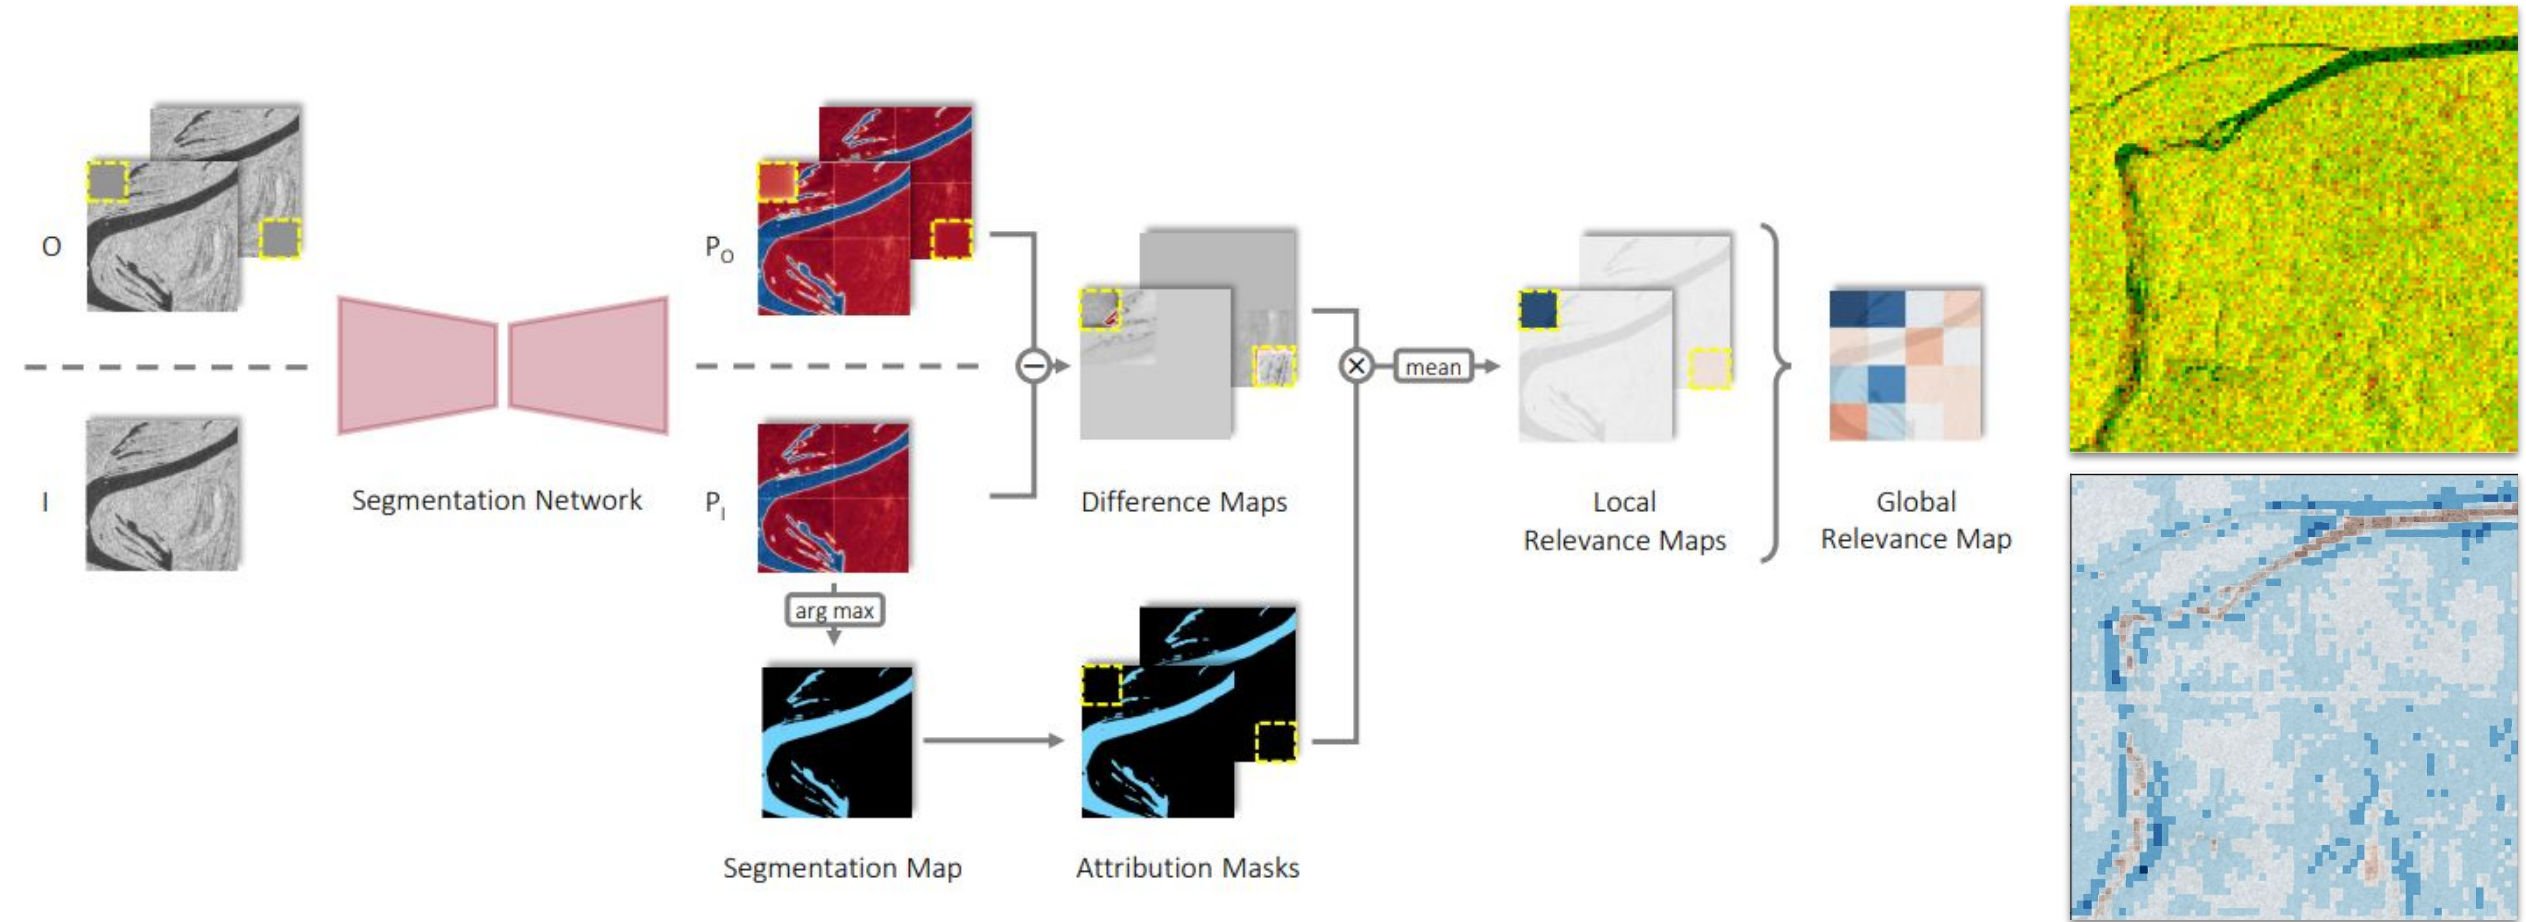 O
I
Segmentation Network
P_O
P_I
arg max
Segmentation Map
Difference Maps
Attribution Masks
mean
Local
Relevance Maps
Global
Relevance Map